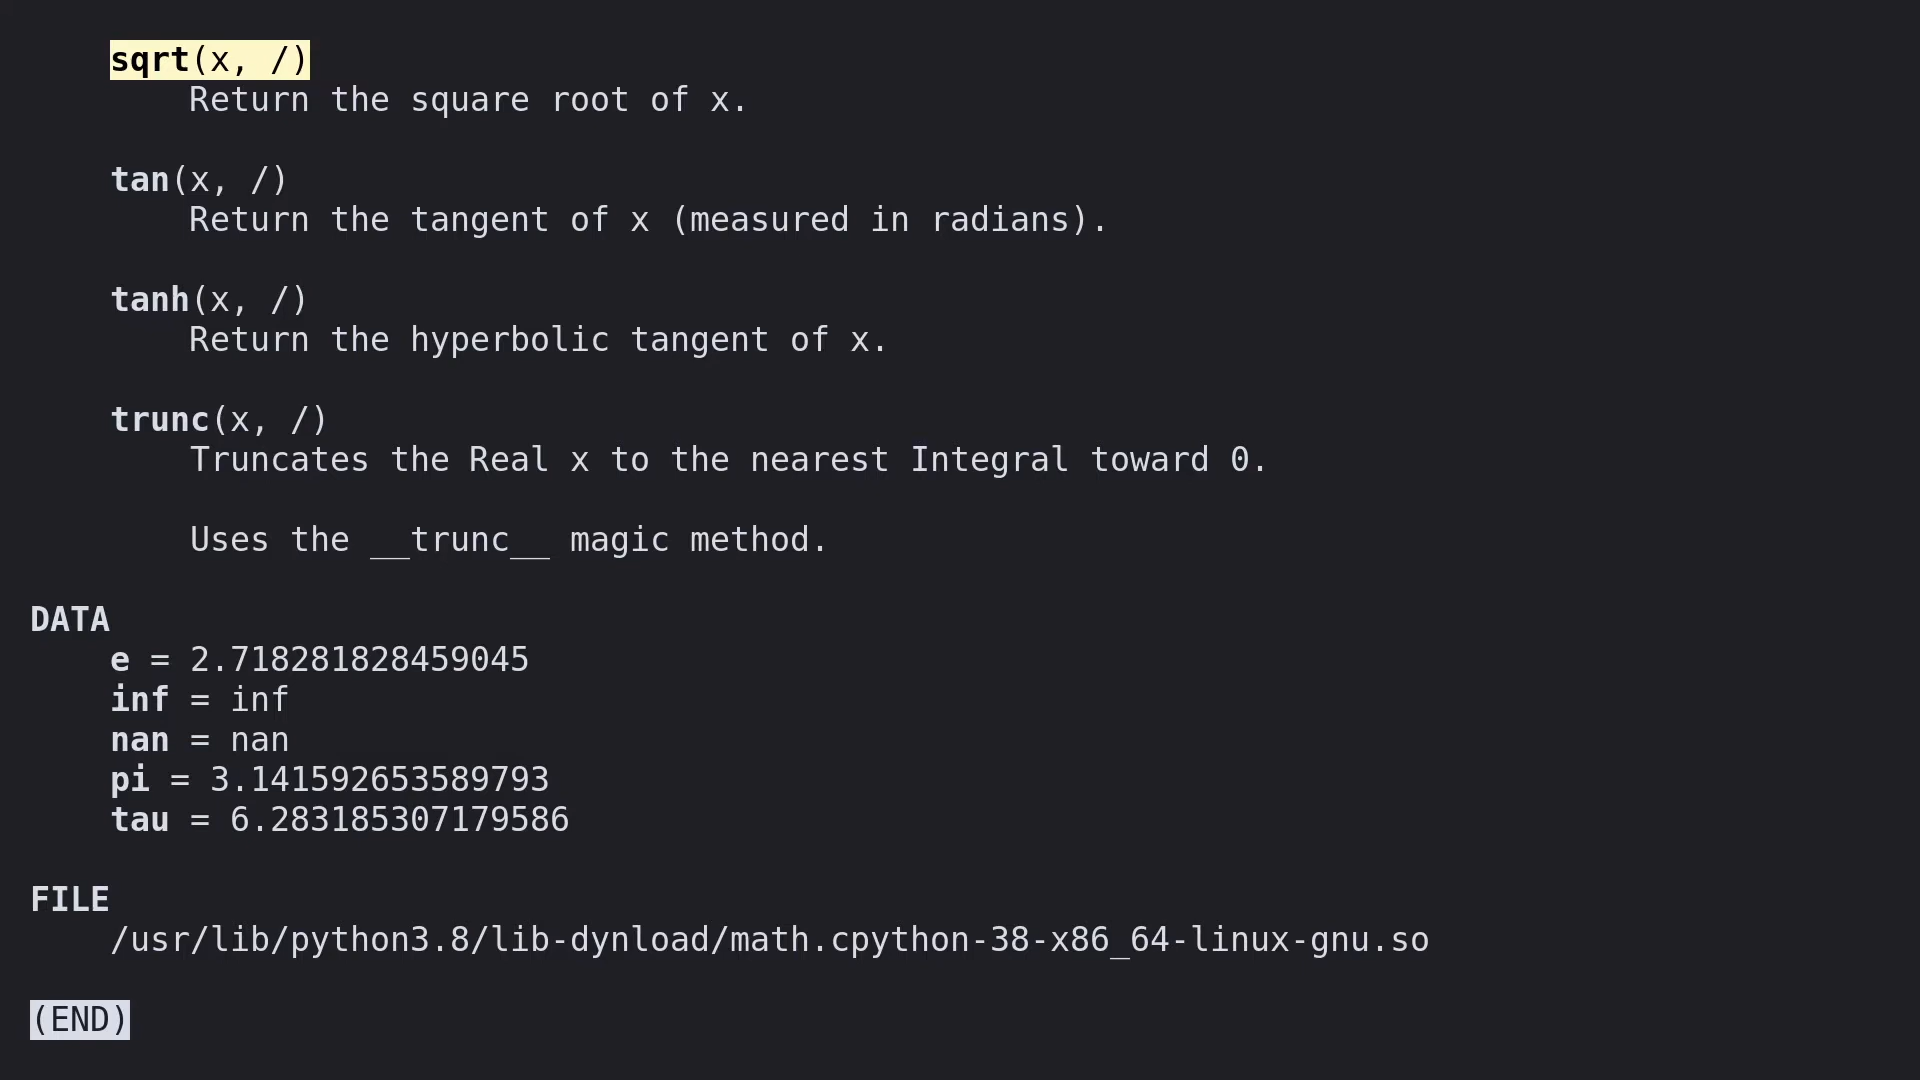 sqrt(x, /)
Return the square root of x.
tan(x, /)
Return the tangent of x (measured in radians).
tanh(x, /)
Return the hyperbolic tangent of x.
trunc(x, /)
Truncates the Real x to the nearest Integral toward 0.
Uses the __trunc__ magic method.
DATA
e = 2.718281828459045
inf = inf
nan = nan
pi = 3.141592653589793
tau = 6.283185307179586
FILE
/usr/lib/python3.8/lib-dynload/math.cpython-38-x86_64-linux-gnu.so
(END)